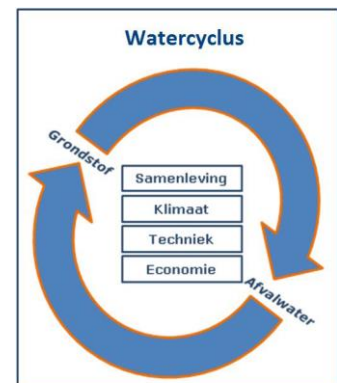 Watercyclus
Grondstof
Samenleving
Klimaat
Techniek
Economie
Afvalwater